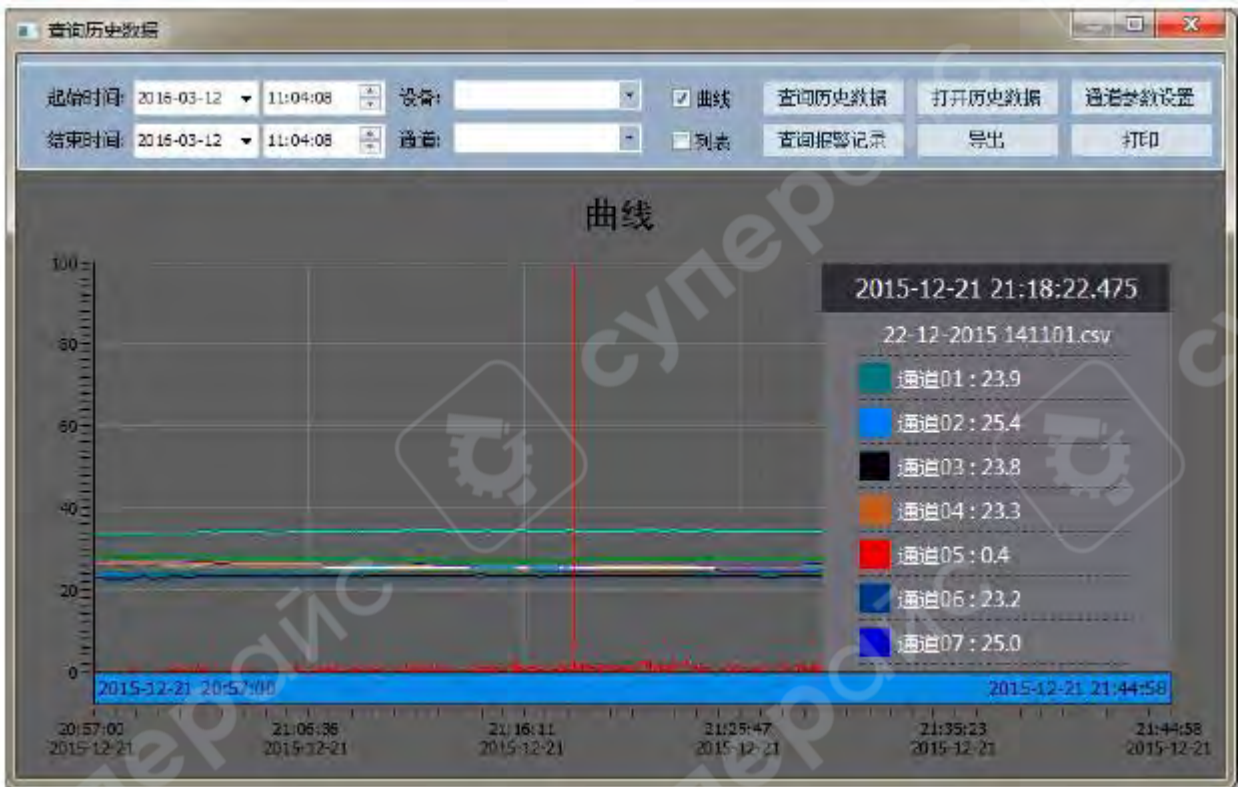 查询历史数据
起始时间: 2016-03-12 11:04:08 设备: 曲线 查询历史数据 打开历史数据 通道参数设置
结束时间: 2016-03-12 11:04:08 通道: 列表 查询报警记录 导出 打印
曲线
100
80
60
40
20
0
2015-12-21 21:18:22.475
22-12-2015 141101.csv
通道01 : 23.9
通道02 : 25.4
通道03 : 23.8
通道04 : 23.3
通道05 : 0.4
通道06 : 23.2
通道07 : 25.0
2015-12-21 20:57:00 2015-12-21 21:44:58
20:57:00 21:06:36 21:16:11 21:25:47 21:35:23 21:44:58
2015-12-21 2015-12-21 2015-12-21 2015-12-21 2015-12-21 2015-12-21
суперайс